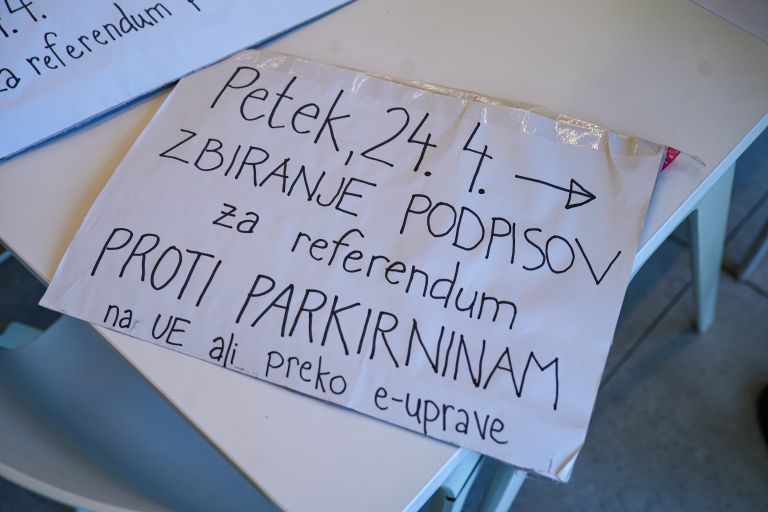 .4.
za referendum
Petek, 24. 4. →
ZBIRANJE PODPISOV
za referendum
PROTI PARKIRNINAM
na UE ali preko e-uprave